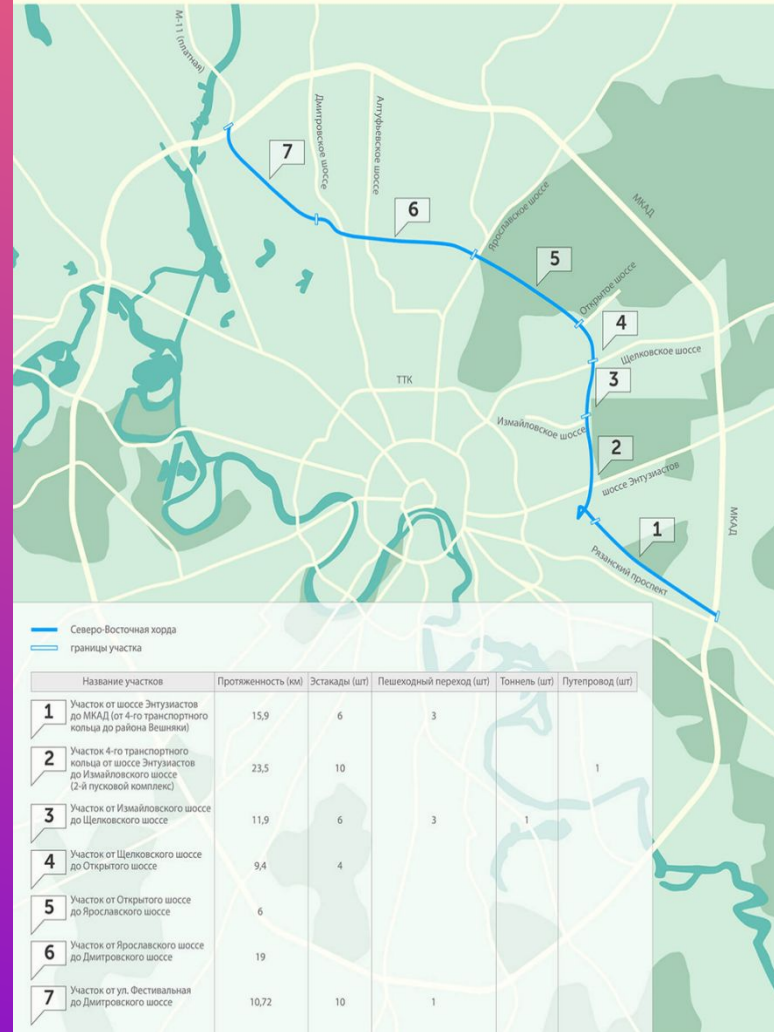 М-11 (платная)
Дмитровское шоссе
Алтуфьевское шоссе
7
6
Ярославское шоссе
МКАД
5
Открытое шоссе
4
Щелковское шоссе
ТТК
3
Измайловское шоссе
2
шоссе Энтузиастов
1
МКАД
Рязанский проспект
Северо-Восточная хорда
границы участка
Название участков Протяженность (км) Эстакады (шт) Пешеходный переход (шт) Тоннель (шт) Путепровод (шт)
1 Участок от шоссе Энтузиастов
до МКАД (от 4-го транспортного
кольца до района Вешняки)
15,9 6 3
2 Участок 4-го транспортного
кольца от шоссе Энтузиастов
до Измайловского шоссе
(2-й пусковой комплекс)
23,5 10 1
3 Участок от Измайловского шоссе
до Щелковского шоссе
11,9 6 3 1
4 Участок от Щелковского шоссе
до Открытого шоссе
9,4 4
5 Участок от Открытого шоссе
до Ярославского шоссе
6
6 Участок от Ярославского шоссе
до Дмитровского шоссе
19
7 Участок от ул. Фестивальная
до Дмитровского шоссе
10,72 10 1